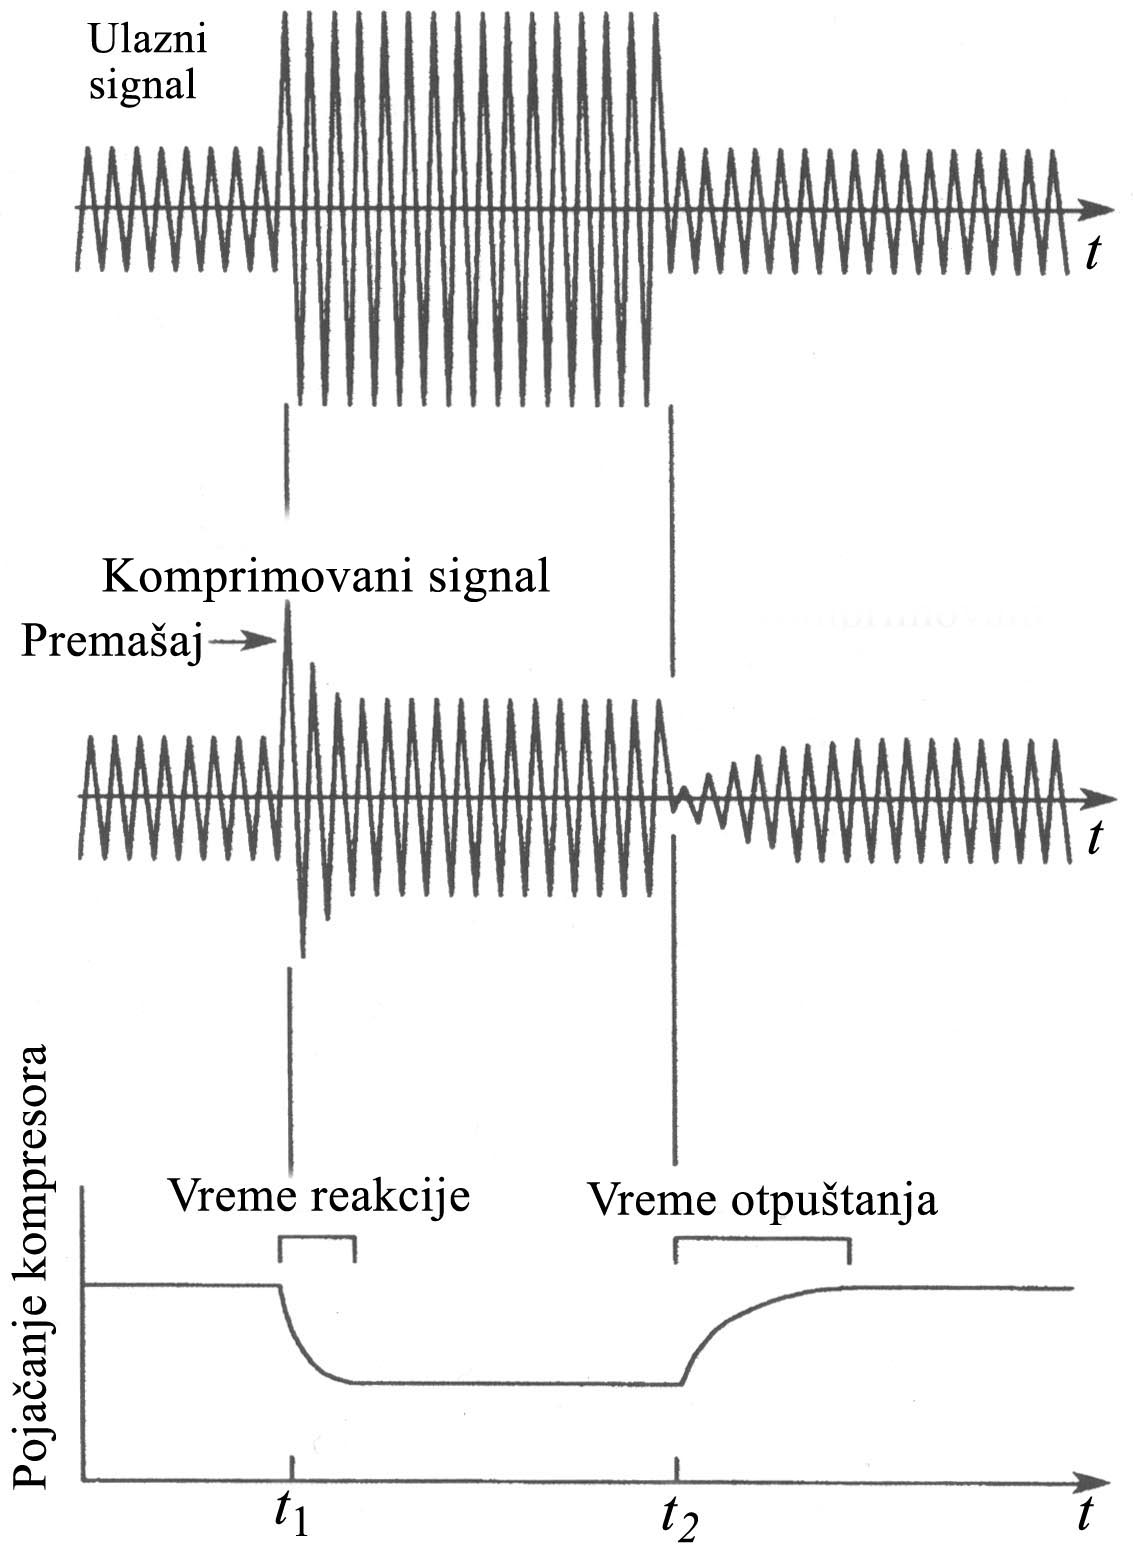 Ulazni
signal
t
Komprimovani signal
Premašaj
t
Pojačanje kompresora
Vreme reakcije
Vreme otpuštanja
t1
t2
t